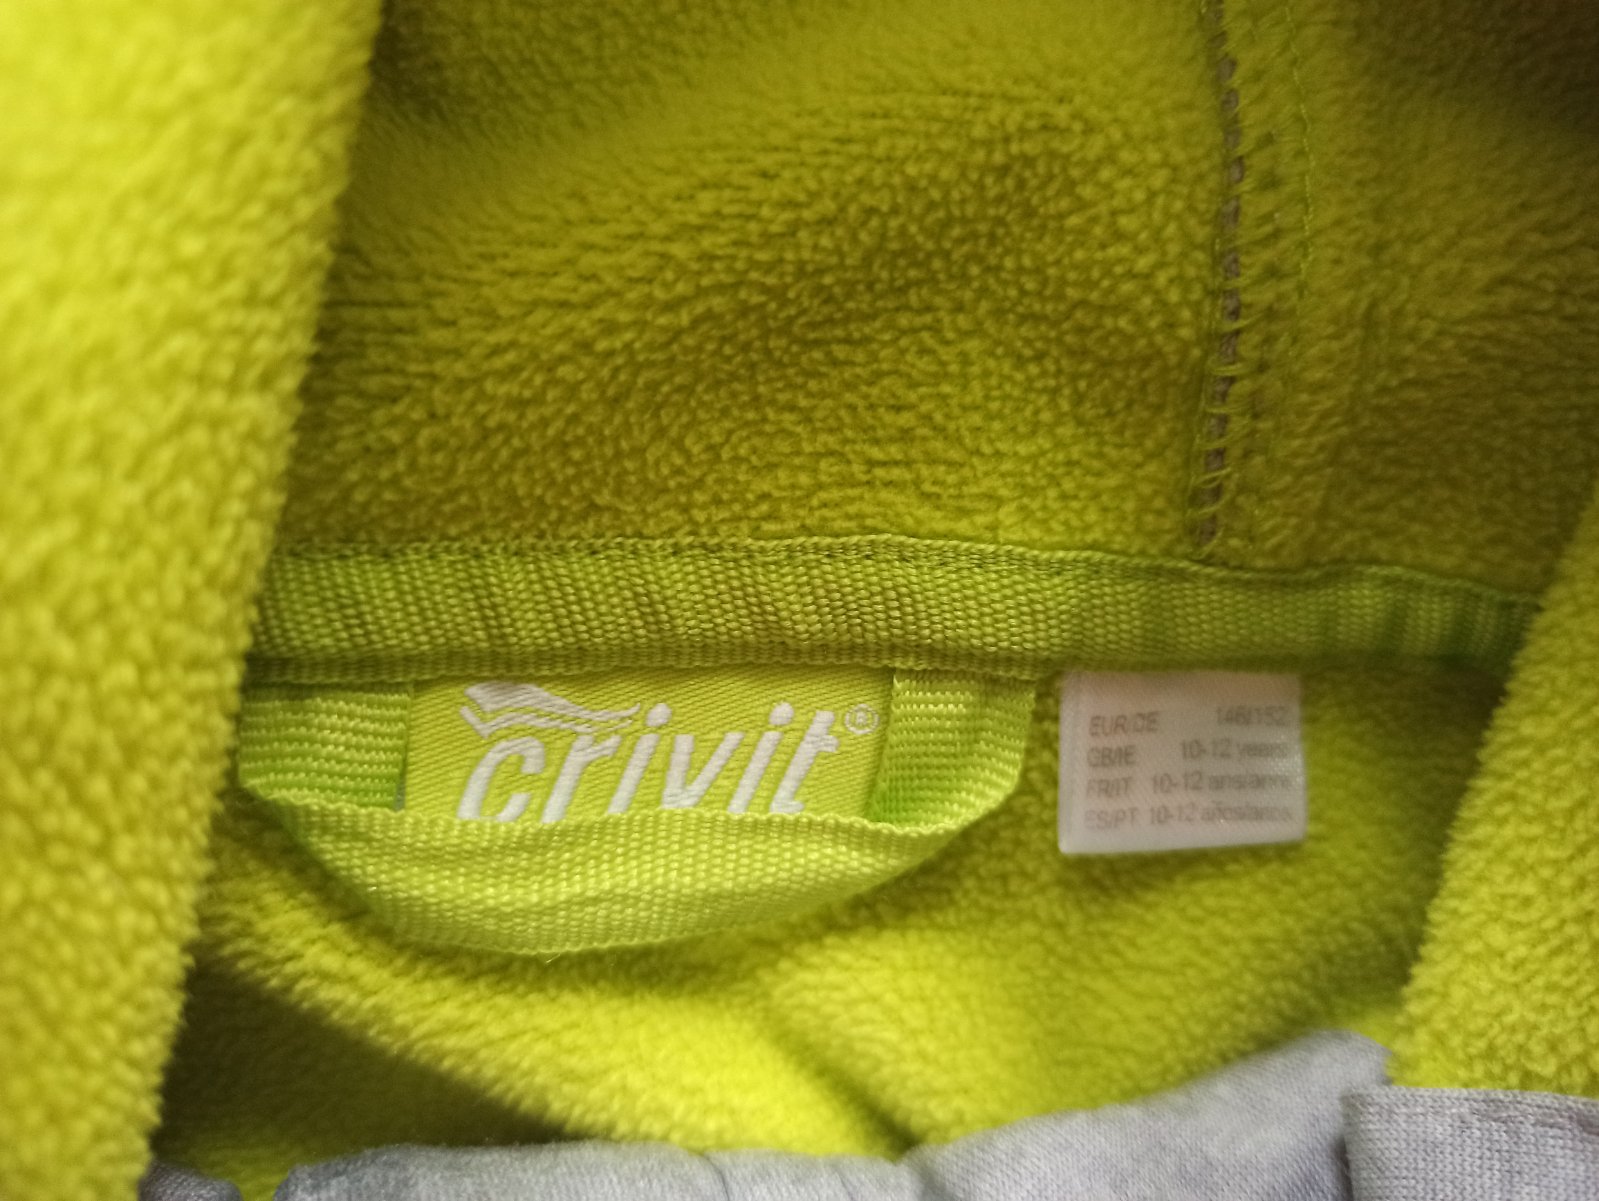 crivit®
EUR/DE 146/152
GB/IE 10-12 years
FR/IT 10-12 ans/anni
ES/PT 10-12 años/anos